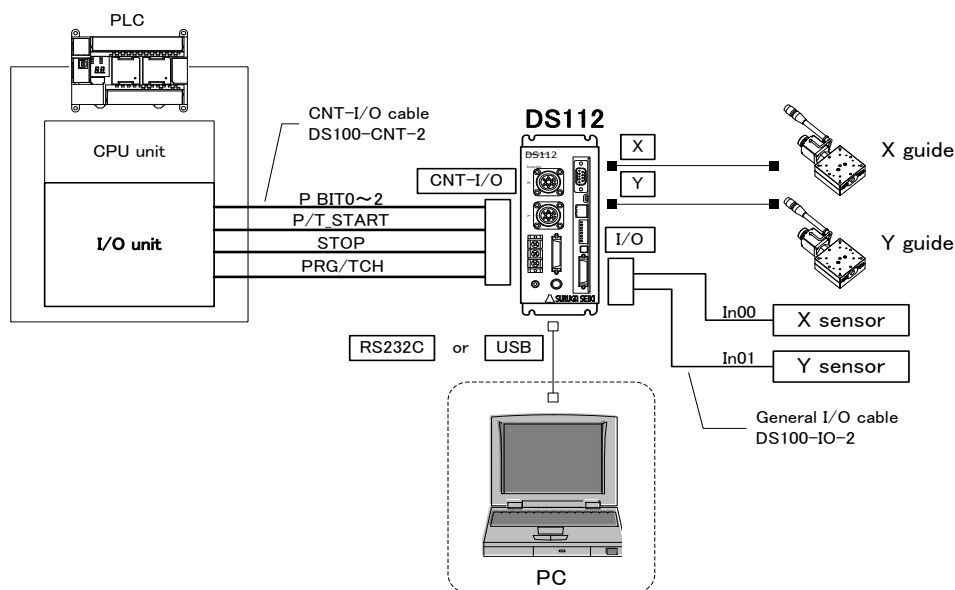 PLC
CPU unit
I/O unit
CNT-I/O cable
DS100-CNT-2
CNT-I/O
P BIT0～2
P/T_START
STOP
PRG/TCH
DS112
DS112
X
Y
SURUGA SEIKI
X
Y
I/O
X guide
Y guide
In00
X sensor
In01
Y sensor
General I/O cable
DS100-IO-2
RS232C or USB
PC